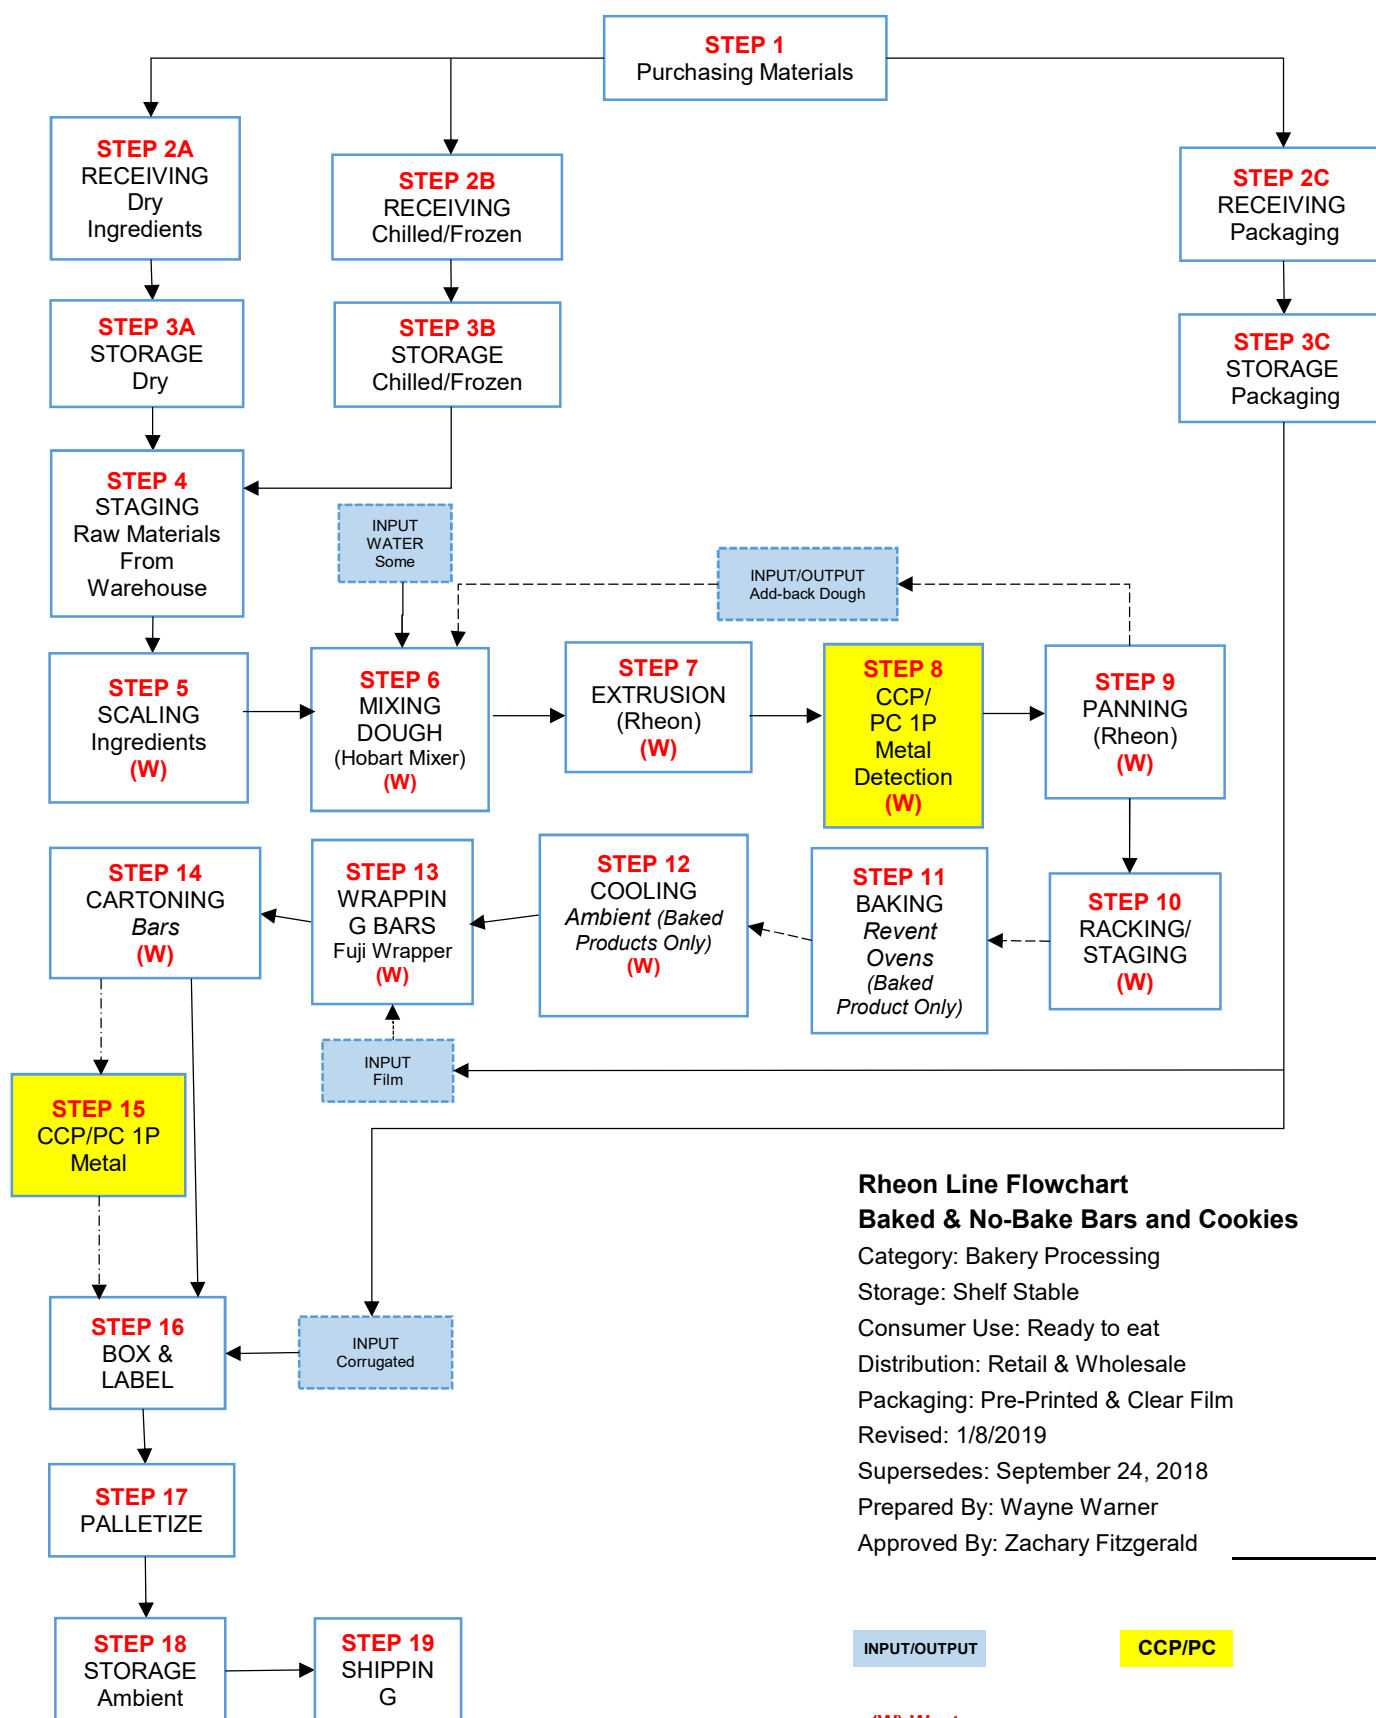 STEP 1
Purchasing Materials
STEP 2A
RECEIVING
Dry
Ingredients
STEP 2B
RECEIVING
Chilled/Frozen
STEP 2C
RECEIVING
Packaging
STEP 3A
STORAGE
Dry
STEP 3B
STORAGE
Chilled/Frozen
STEP 3C
STORAGE
Packaging
STEP 4
STAGING
Raw Materials
From
Warehouse
INPUT
WATER
Some
INPUT/OUTPUT
Add-back Dough
STEP 5
SCALING
Ingredients
(W)
STEP 6
MIXING
DOUGH
(Hobart Mixer)
(W)
STEP 7
EXTRUSION
(Rheon)
(W)
STEP 8
CCP/
PC 1P
Metal
Detection
(W)
STEP 9
PANNING
(Rheon)
(W)
STEP 14
CARTONING
Bars
(W)
STEP 13
WRAPPIN
G BARS
Fuji Wrapper
(W)
STEP 12
COOLING
Ambient (Baked
Products Only)
(W)
STEP 11
BAKING
Revent
Ovens
(Baked
Product Only)
STEP 10
RACKING/
STAGING
(W)
INPUT
Film
STEP 15
CCP/PC 1P
Metal
STEP 16
BOX &
LABEL
INPUT
Corrugated
STEP 17
PALLETIZE
STEP 18
STORAGE
Ambient
STEP 19
SHIPPIN
G
Rheon Line Flowchart
Baked & No-Bake Bars and Cookies
Category: Bakery Processing
Storage: Shelf Stable
Consumer Use: Ready to eat
Distribution: Retail & Wholesale
Packaging: Pre-Printed & Clear Film
Revised: 1/8/2019
Supersedes: September 24, 2018
Prepared By: Wayne Warner
Approved By: Zachary Fitzgerald
INPUT/OUTPUT
CCP/PC
(W)